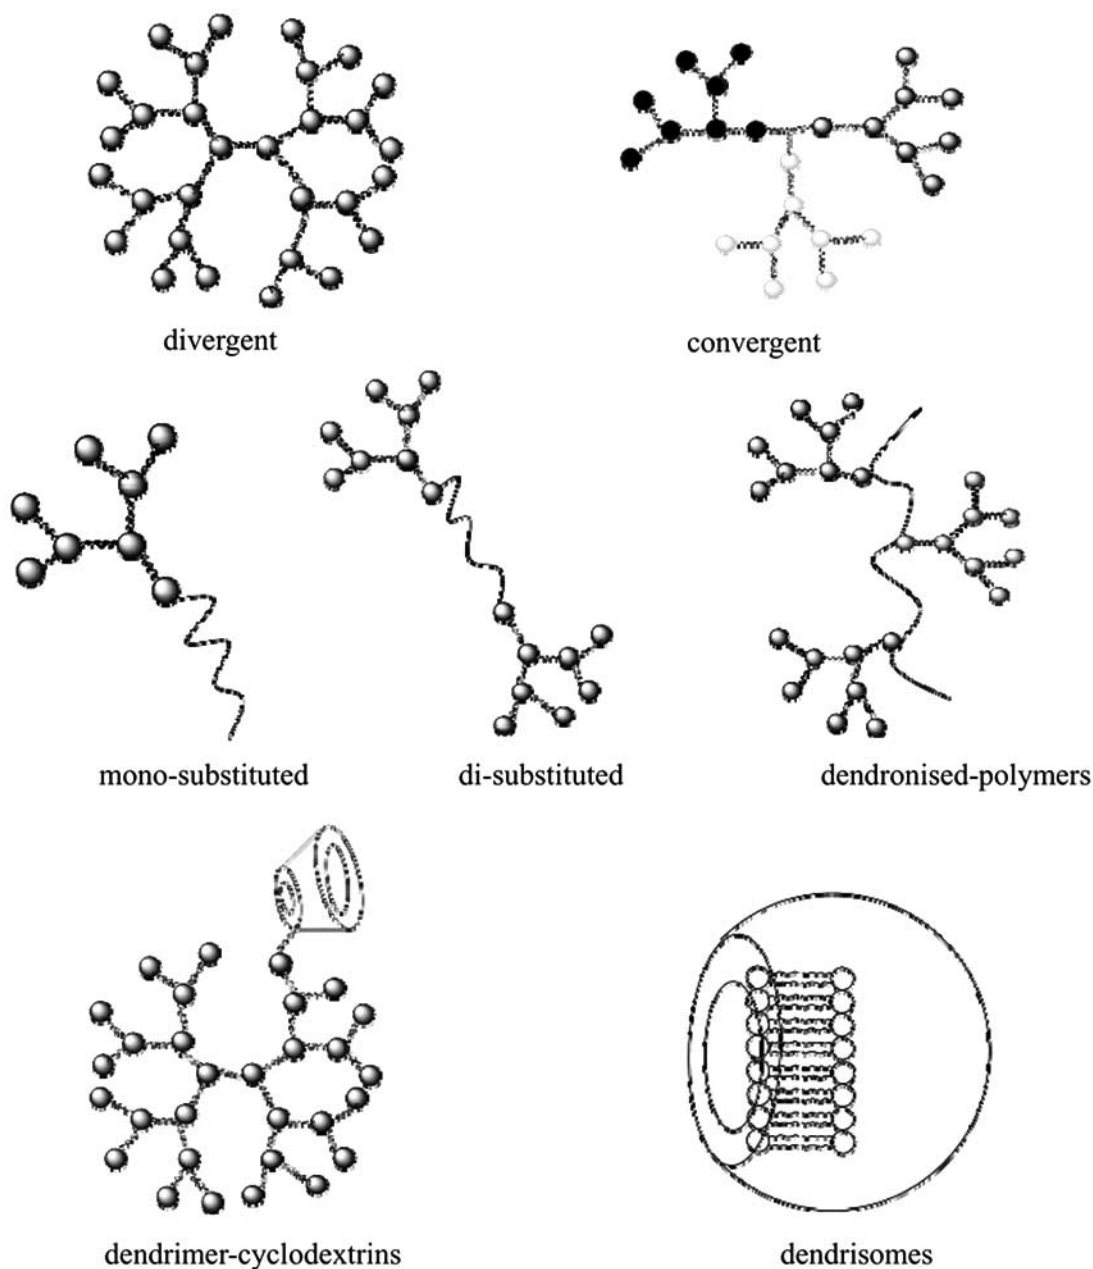 divergent
convergent
mono-substituted
di-substituted
dendronised-polymers
dendrimer-cyclodextrins
dendrisomes